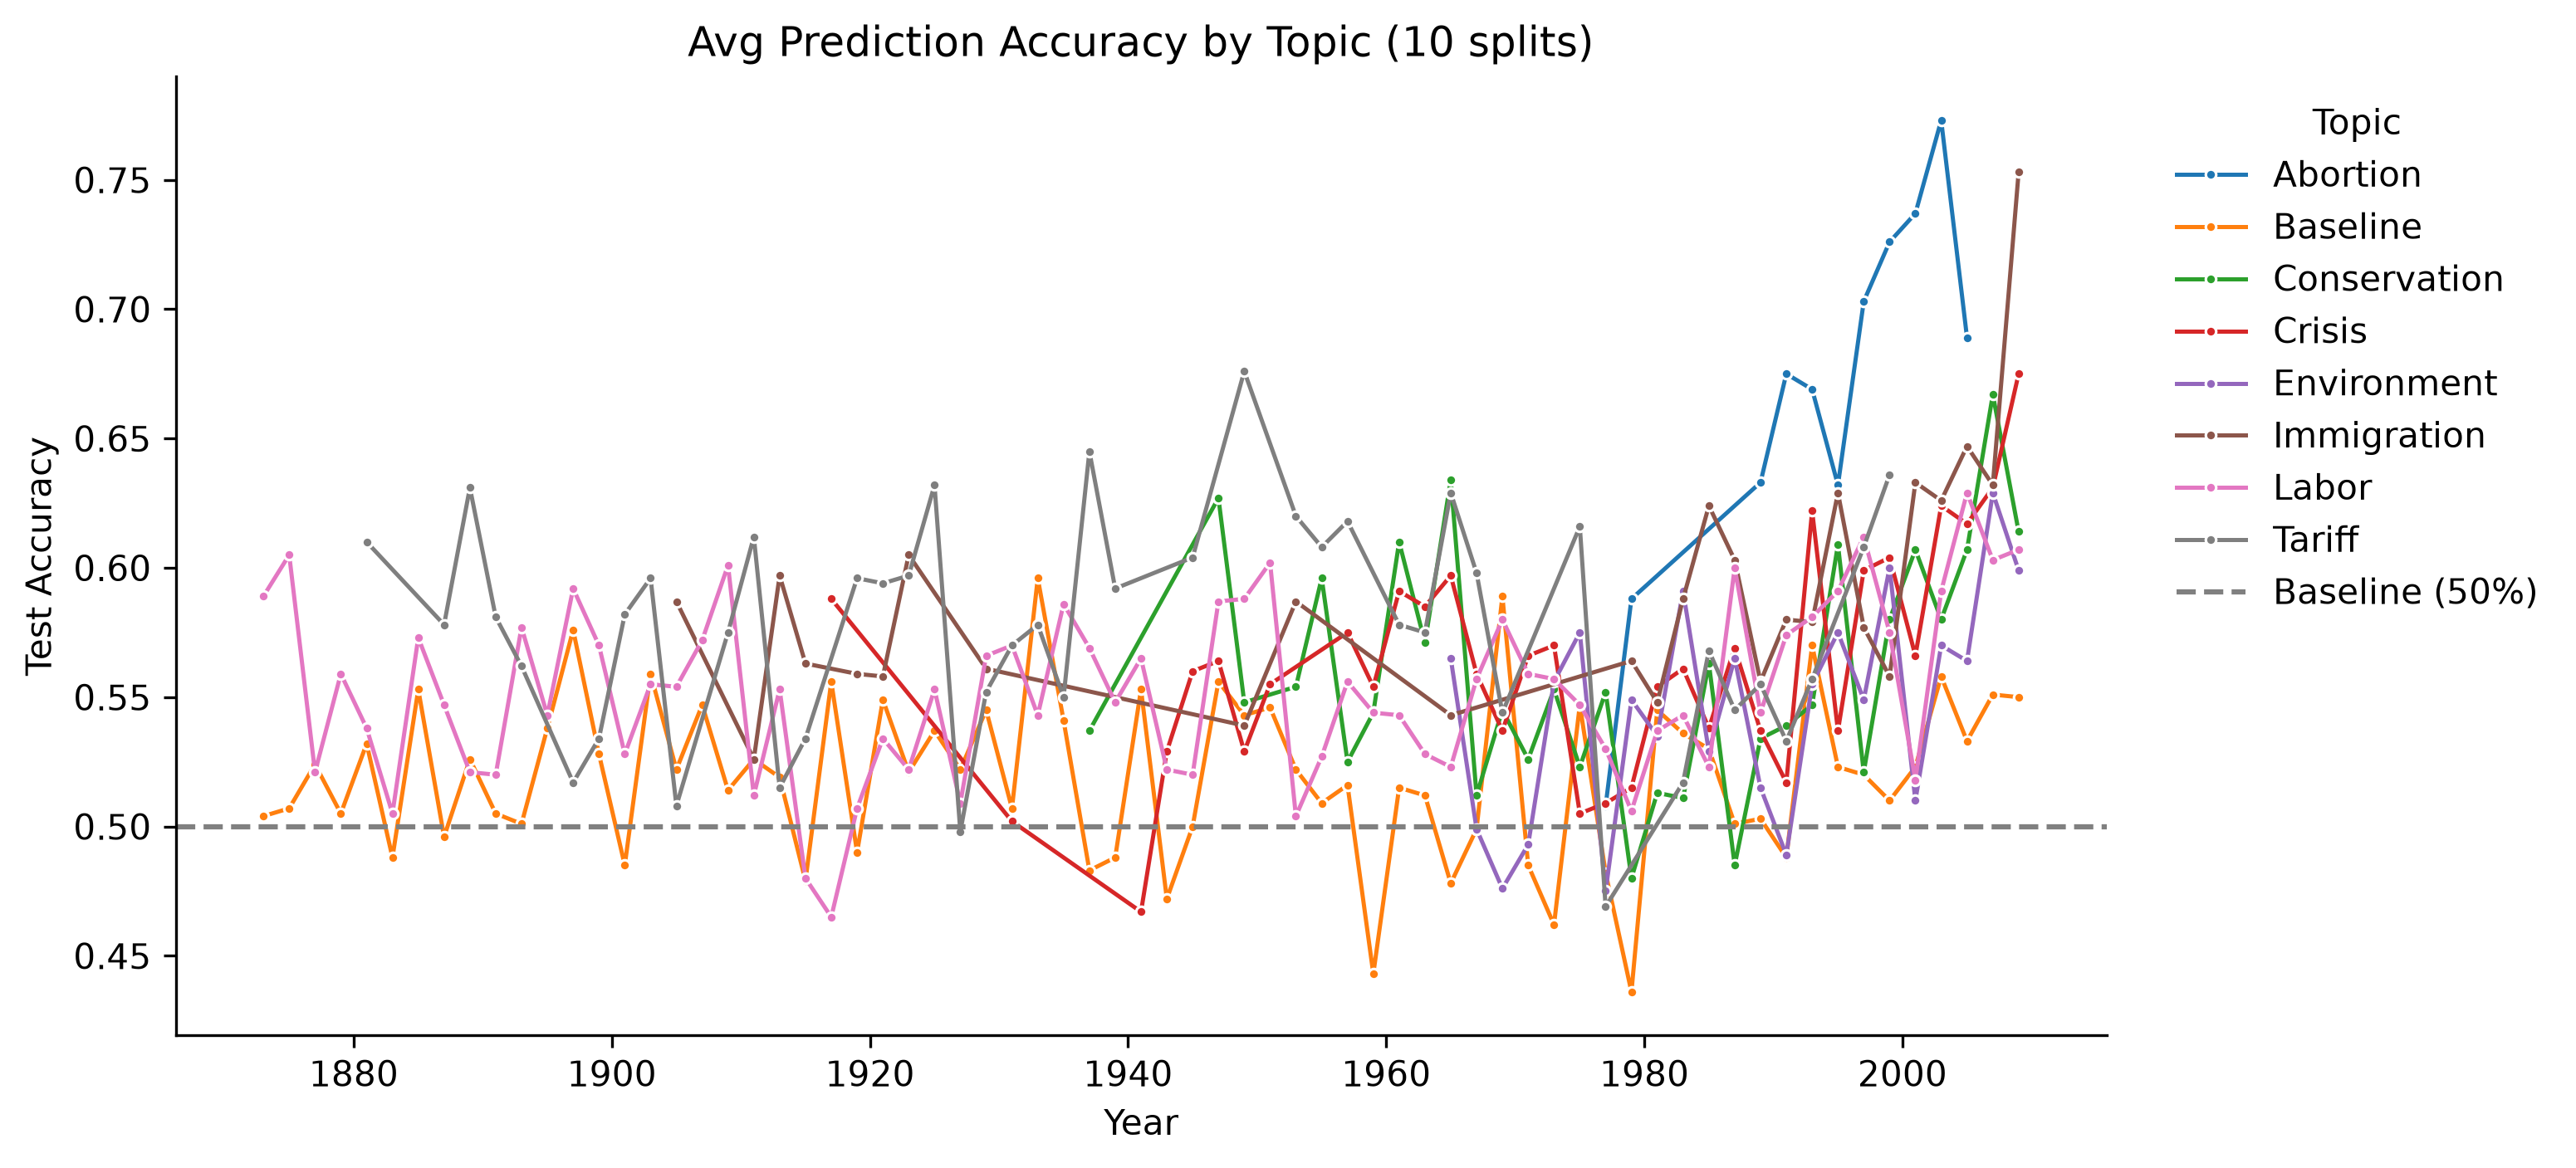 Avg Prediction Accuracy by Topic (10 splits)
Test Accuracy
0.75
0.70
0.65
0.60
0.55
0.50
0.45
1880
1900
1920
1940
1960
1980
2000
Year
Topic
Abortion
Baseline
Conservation
Crisis
Environment
Immigration
Labor
Tariff
Baseline (50%)